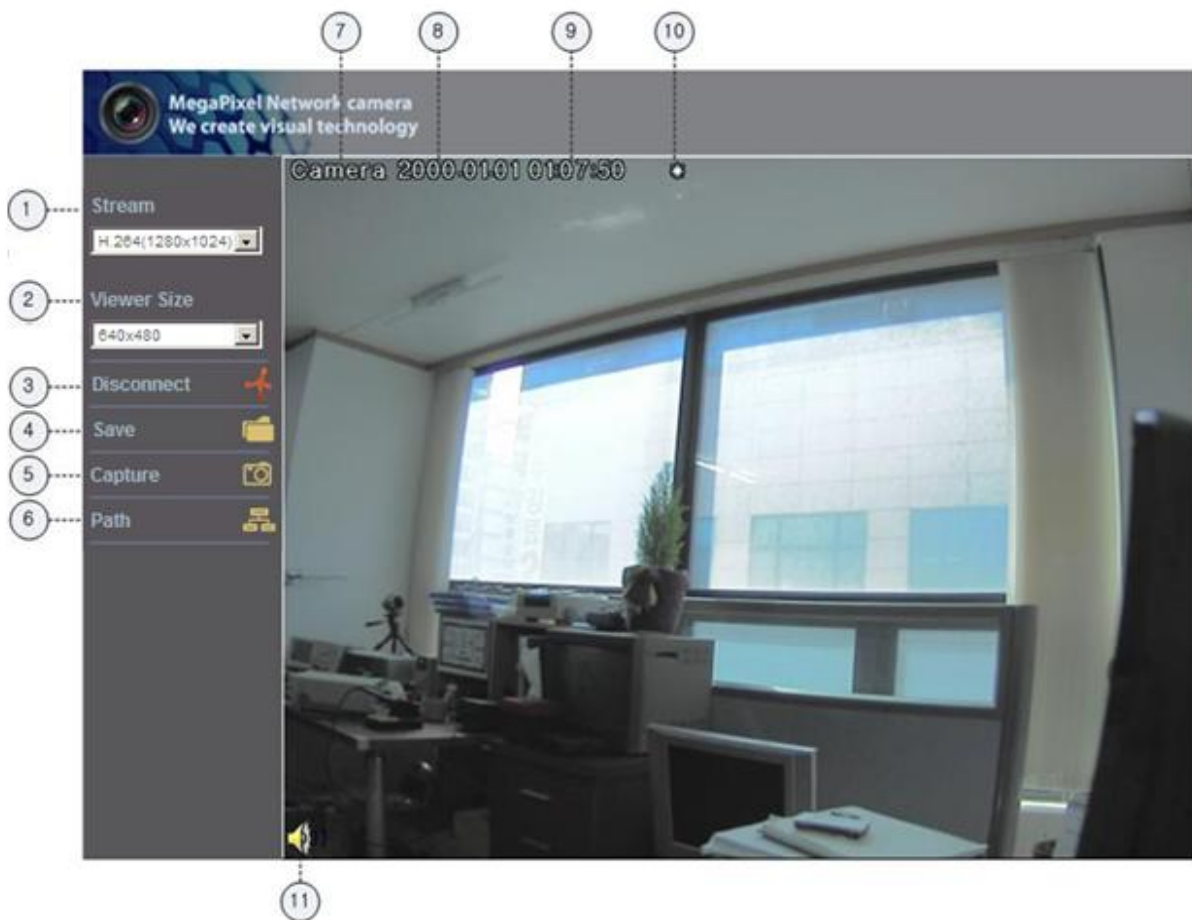 7 8 9 10
MegaPixel Network camera
We create visual technology
Camera 2000.01.01 01:07:50
1 Stream
H.264(1280x1024)
2 Viewer Size
640x480
3 Disconnect
4 Save
5 Capture
6 Path
11